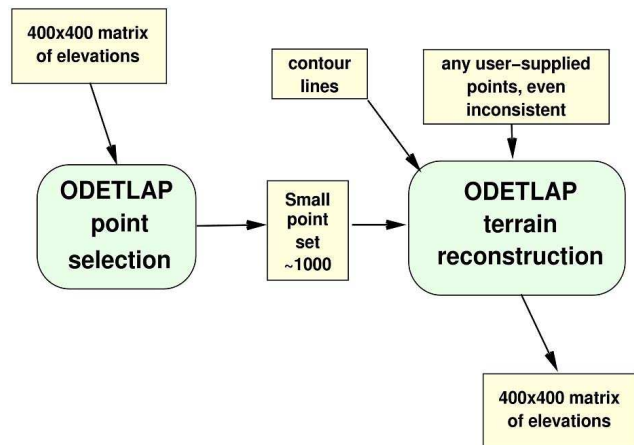 400x400 matrix
of elevations
contour
lines
any user–supplied
points, even
inconsistent
ODETLAP
point
selection
Small
point
set
~1000
ODETLAP
terrain
reconstruction
400x400 matrix
of elevations